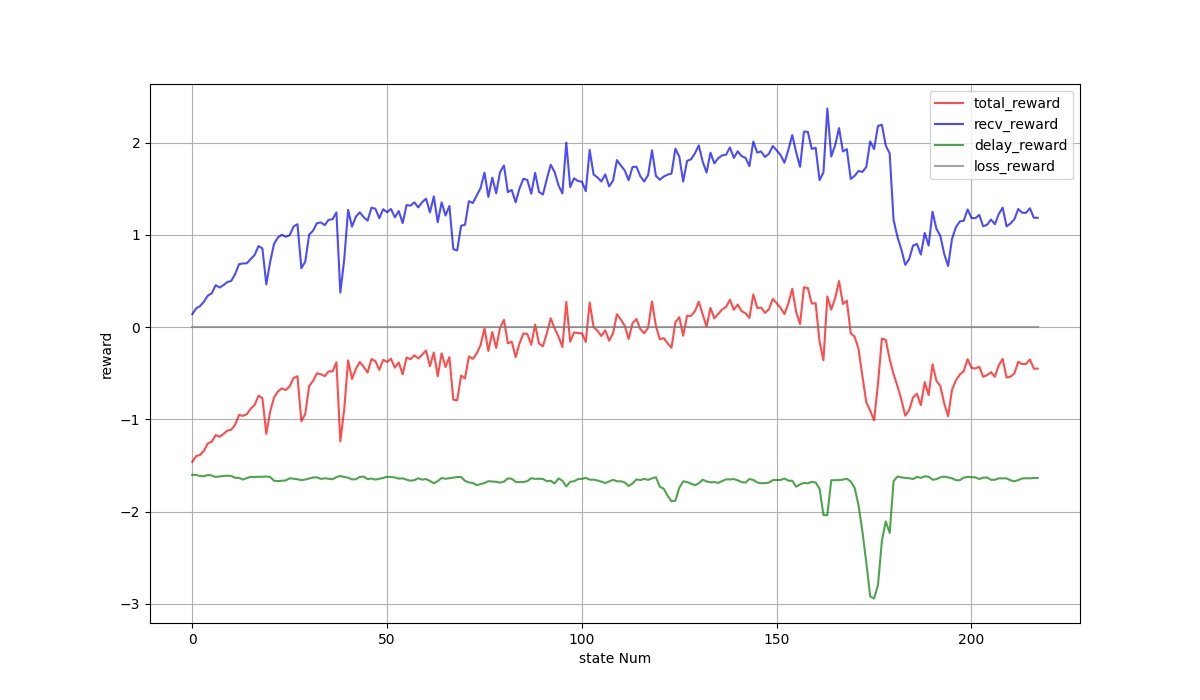 total_reward
recv_reward
delay_reward
loss_reward
reward
2
1
0
−1
−2
−3
0 50 100 150 200
state Num